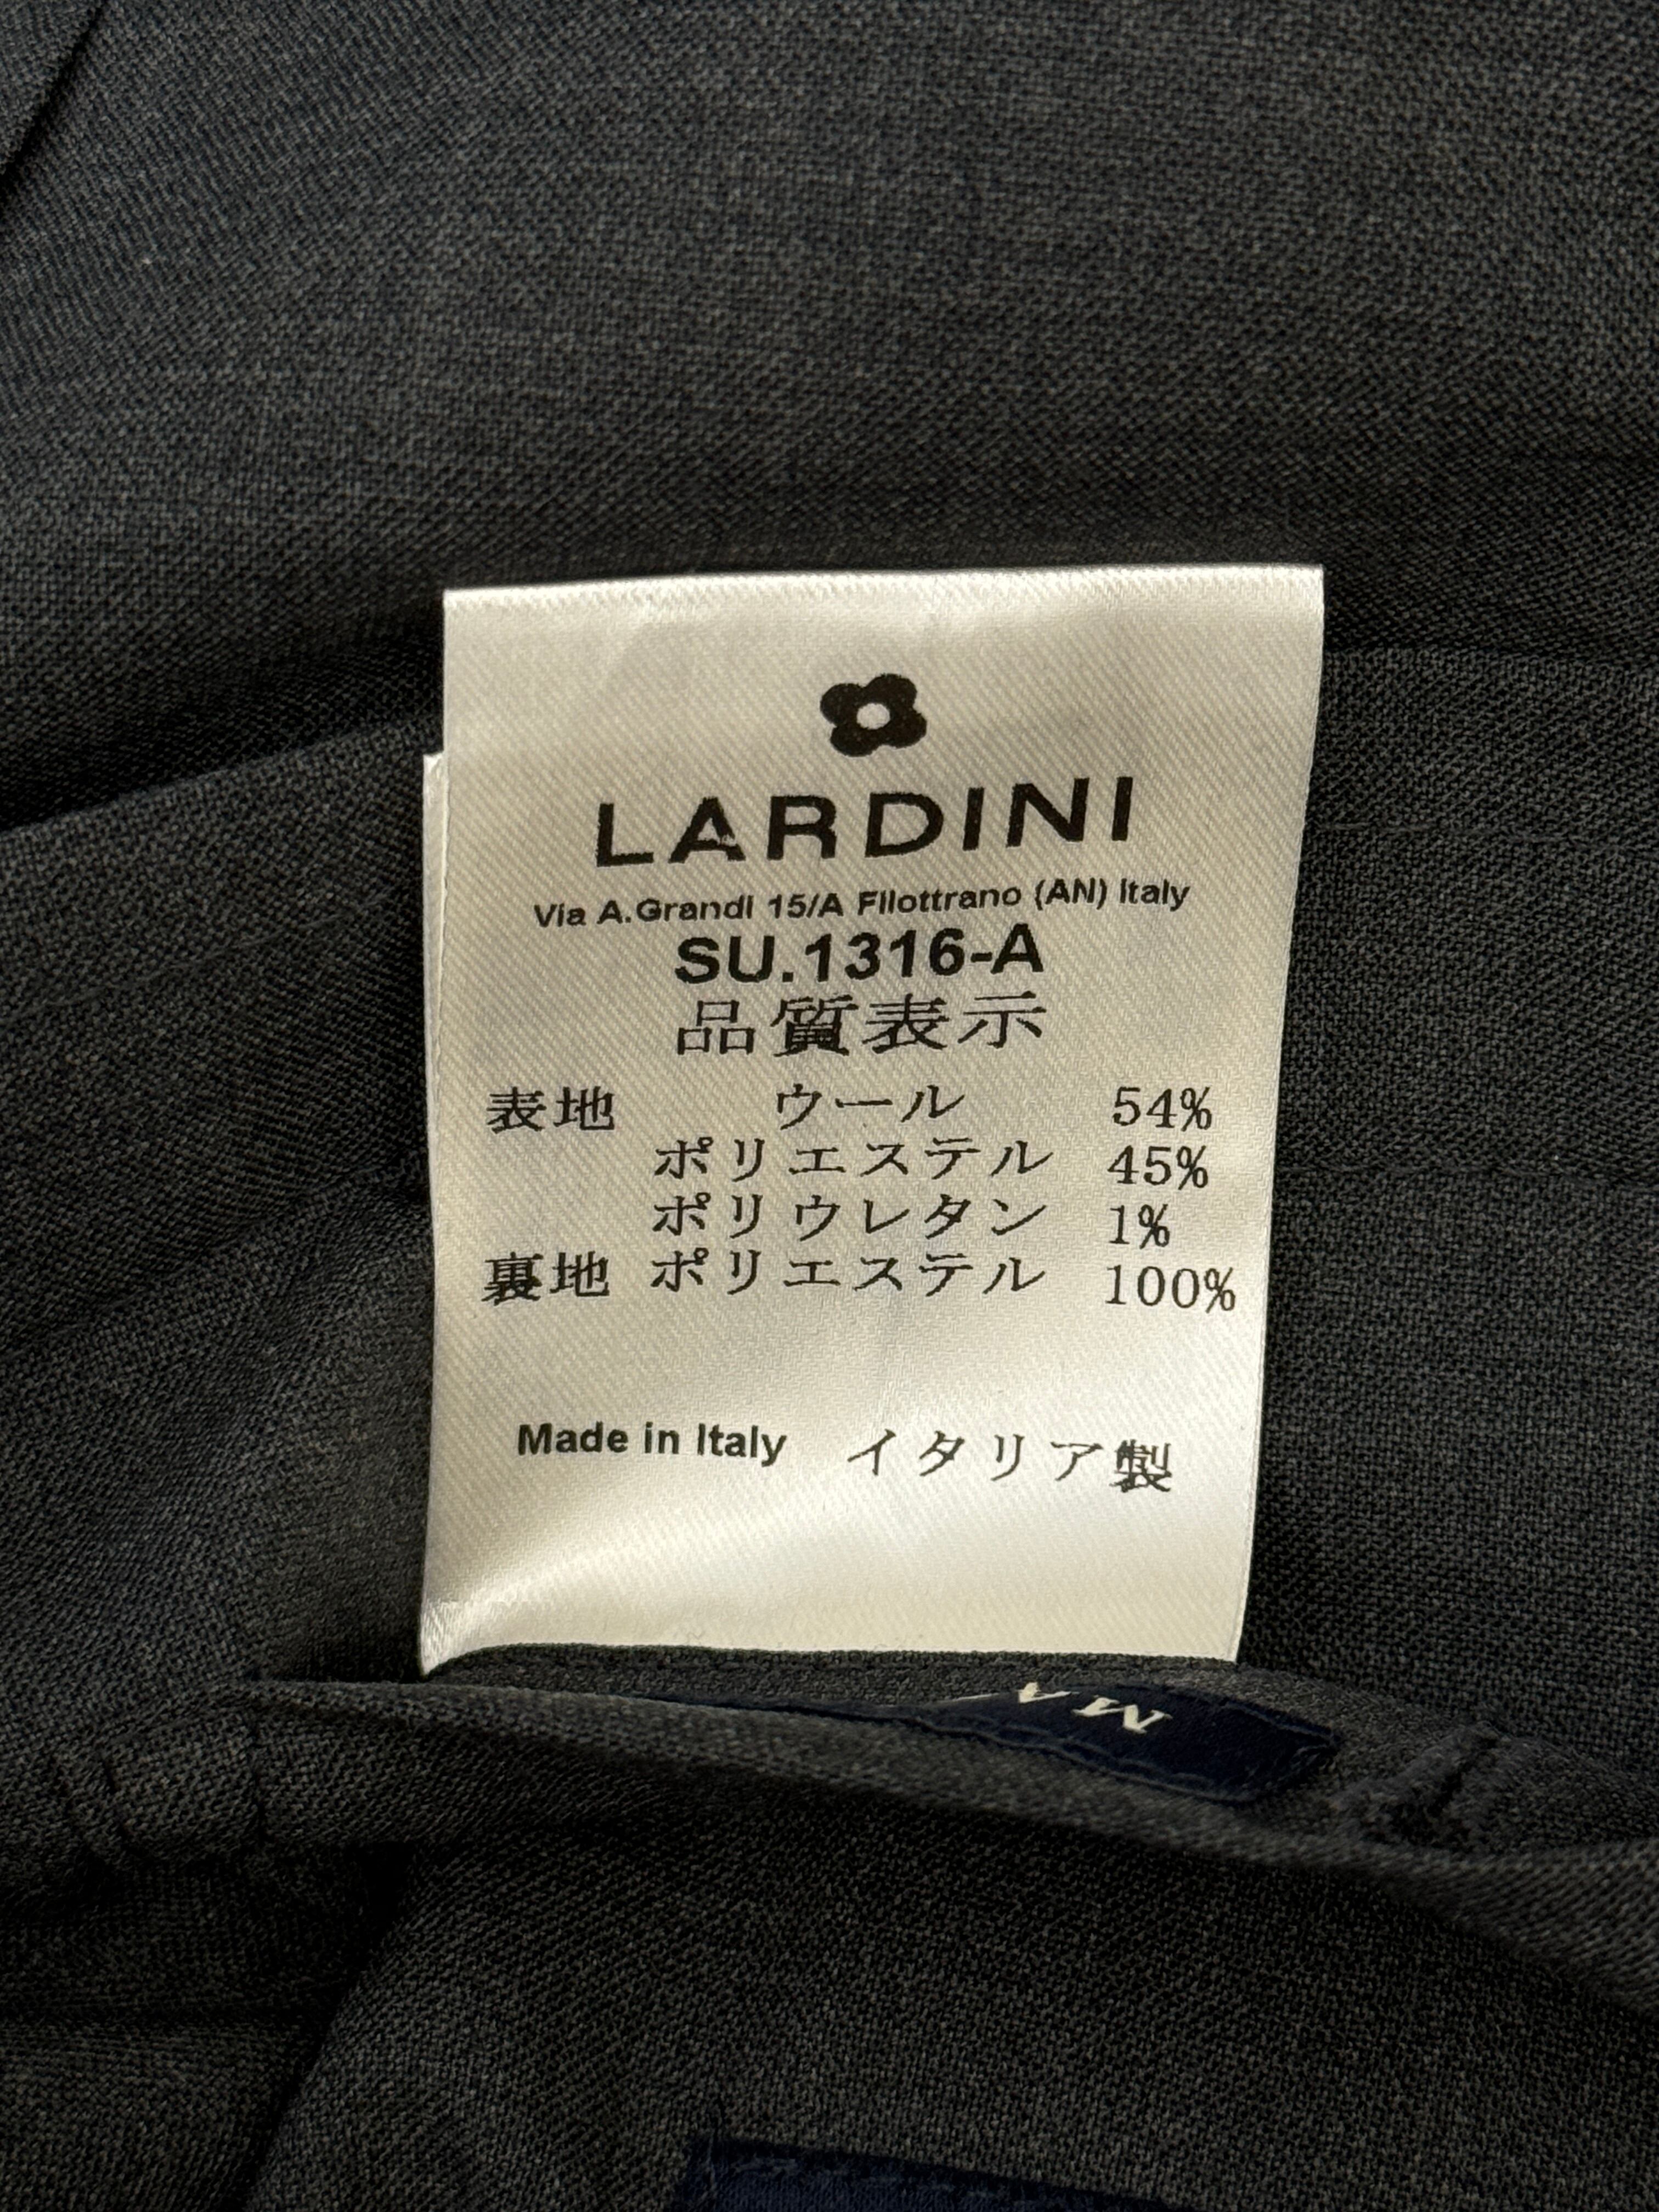 LARDINI
Via A.Grandi 15/A Filottrano (AN) Italy
SU.1316-A
品質表示
表地 ウール 54%
ポリエステル 45%
ポリウレタン 1%
裏地 ポリエステル 100%
Made in Italy イタリア製
MA